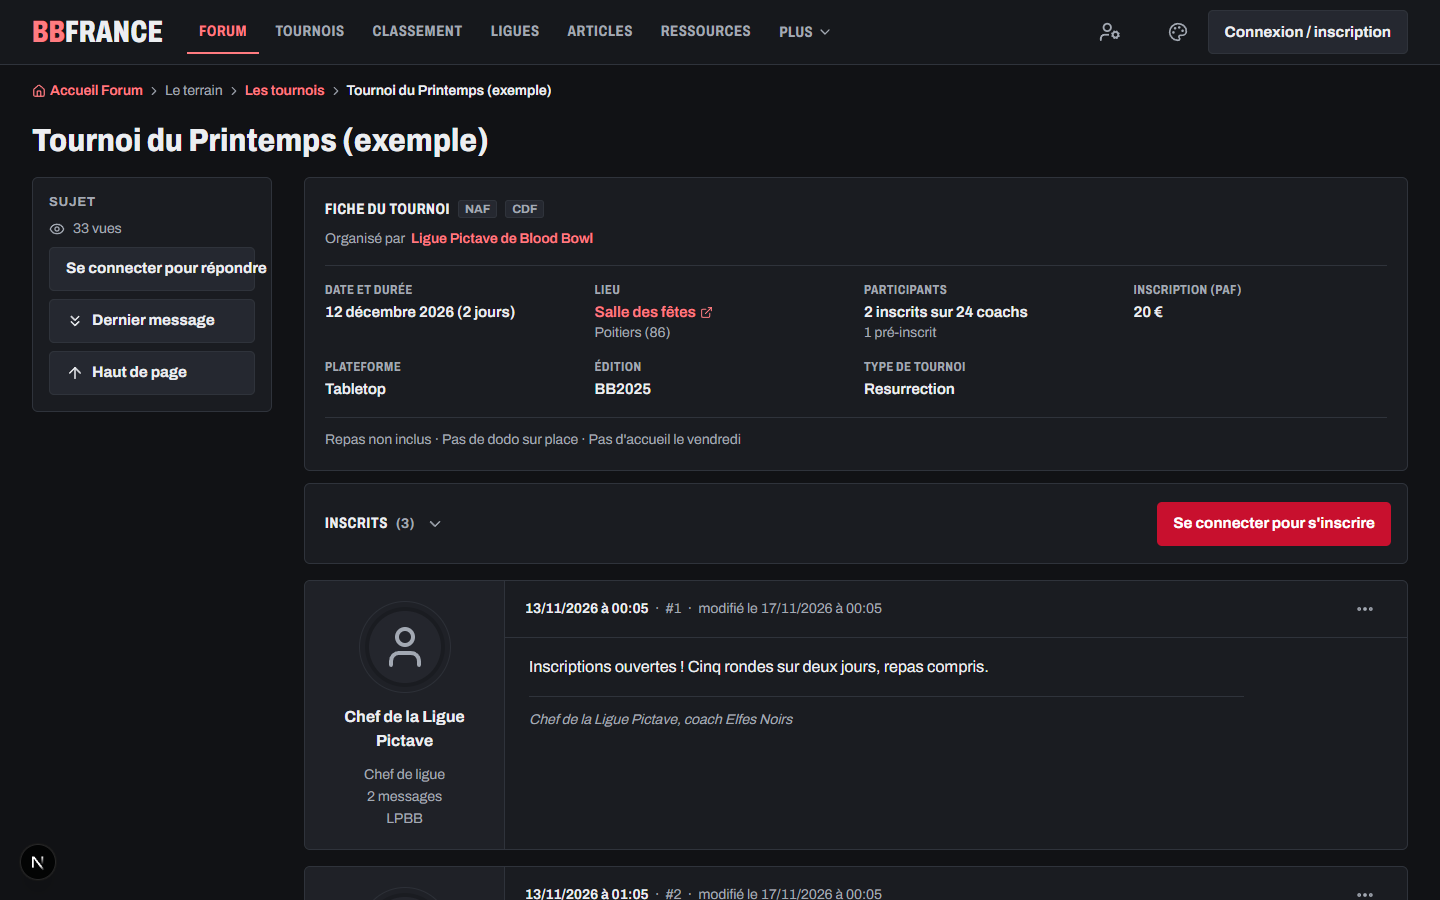 BBFRANCE
FORUM
TOURNOIS
CLASSEMENT
LIGUES
ARTICLES
RESSOURCES
PLUS
Connexion / inscription
Accueil Forum > Le terrain > Les tournois > Tournoi du Printemps (exemple)
Tournoi du Printemps (exemple)
SUJET
33 vues
Se connecter pour répondre
Dernier message
Haut de page
FICHE DU TOURNOI NAF CDF
Organisé par Ligue Pictave de Blood Bowl
DATE ET DURÉE
12 décembre 2026 (2 jours)
LIEU
Salle des fêtes
Poitiers (86)
PARTICIPANTS
2 inscrits sur 24 coachs
1 pré-inscrit
INSCRIPTION (PAF)
20 €
PLATEFORME
Tabletop
ÉDITION
BB2025
TYPE DE TOURNOI
Resurrection
Repas non inclus · Pas de dodo sur place · Pas d'accueil le vendredi
INSCRITS (3)
Se connecter pour s'inscrire
Chef de la Ligue
Pictave
Chef de ligue
2 messages
LPBB
13/11/2026 à 00:05 · #1 · modifié le 17/11/2026 à 00:05
Inscriptions ouvertes ! Cinq rondes sur deux jours, repas compris.
Chef de la Ligue Pictave, coach Elfes Noirs
13/11/2026 à 01:05 · #2 · modifié le 17/11/2026 à 00:05
N